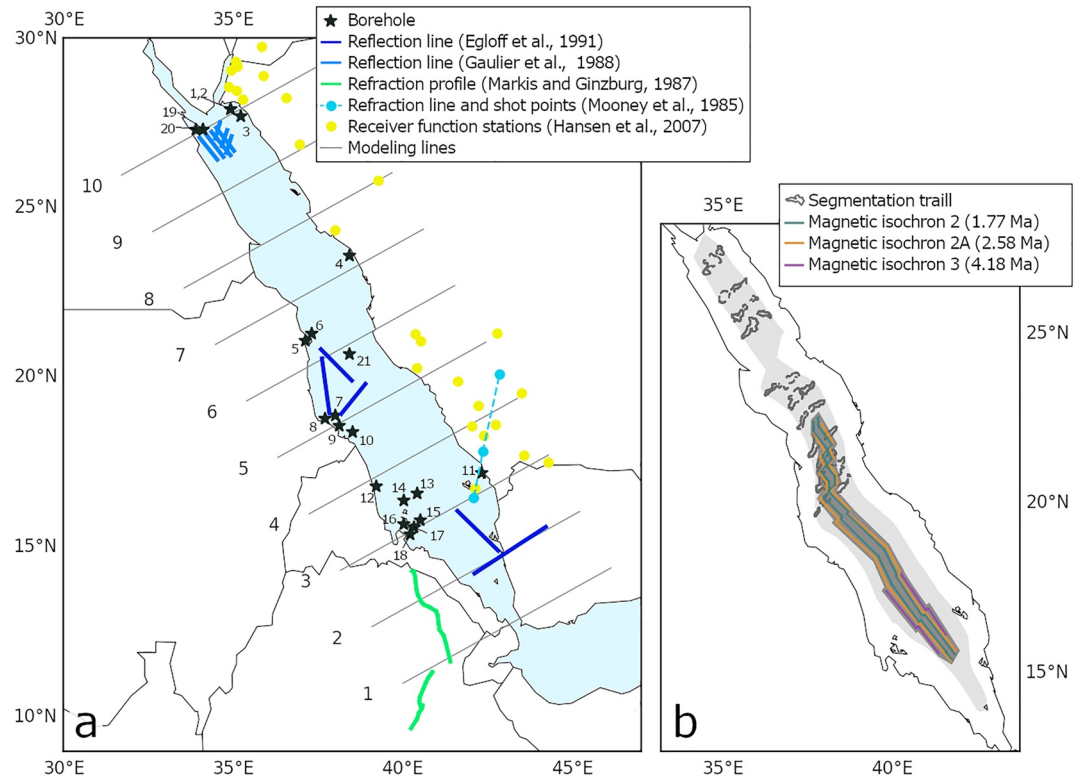 30°E
35°E
Borehole
Reflection line (Egloff et al., 1991)
Reflection line (Gaulier et al., 1988)
Refraction profile (Markis and Ginzburg, 1987)
Refraction line and shot points (Mooney et al., 1985)
Receiver function stations (Hansen et al., 2007)
Modeling lines
30°N
25°N
20°N
15°N
10°N
1,2
19
20
3
10
9
8
7
6
5
4
3
2
1
4
6
5
21
7
8
9
10
11
12
14
13
16
15
17
18
a
30°E
35°E
40°E
45°E
35°E
Segmentation traill
Magnetic isochron 2 (1.77 Ma)
Magnetic isochron 2A (2.58 Ma)
Magnetic isochron 3 (4.18 Ma)
25°N
20°N
15°N
b
35°E
40°E